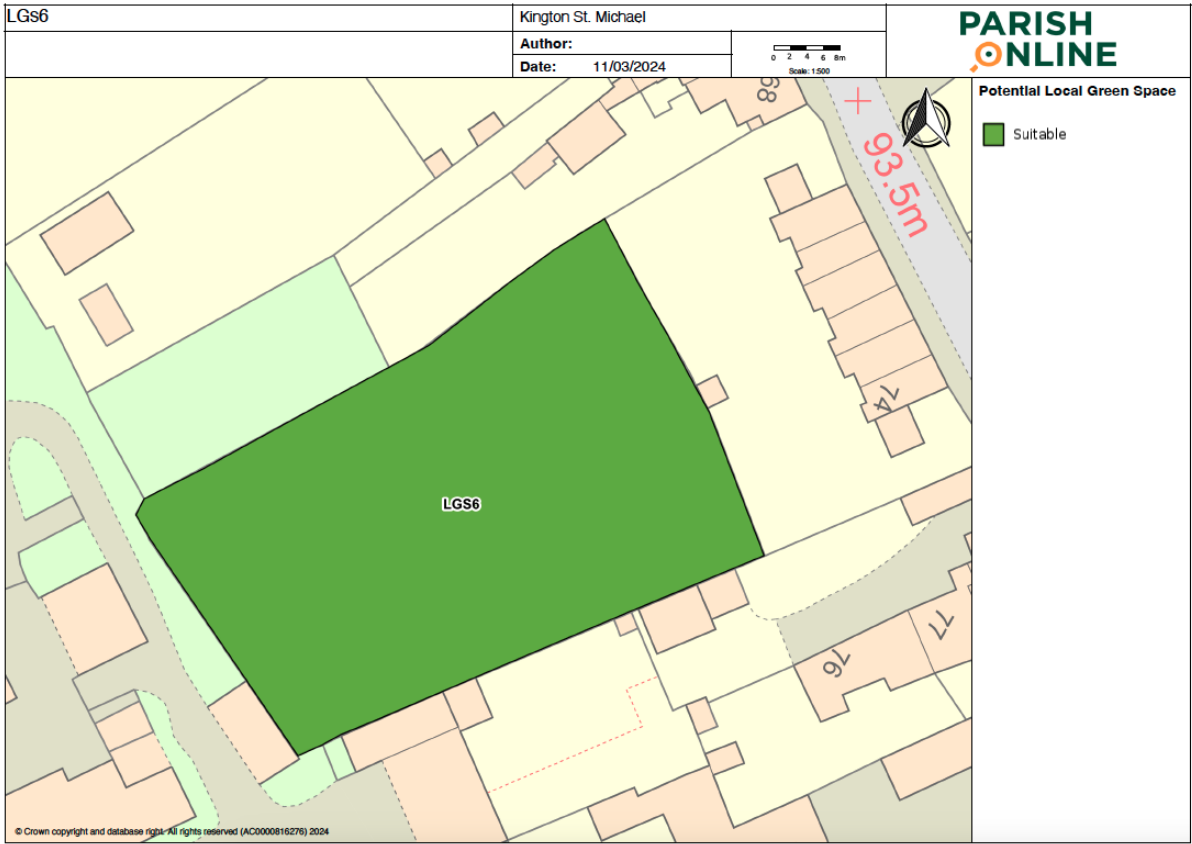 LGs6
Kington St. Michael
Author:
Date: 11/03/2024
0 2 4 6 8m
Scale: 1:500
PARISH
ONLINE
Potential Local Green Space
Suitable
68
93.5m
74
LGS6
77
76
© Crown copyright and database right. All rights reserved (AC0000816276) 2024